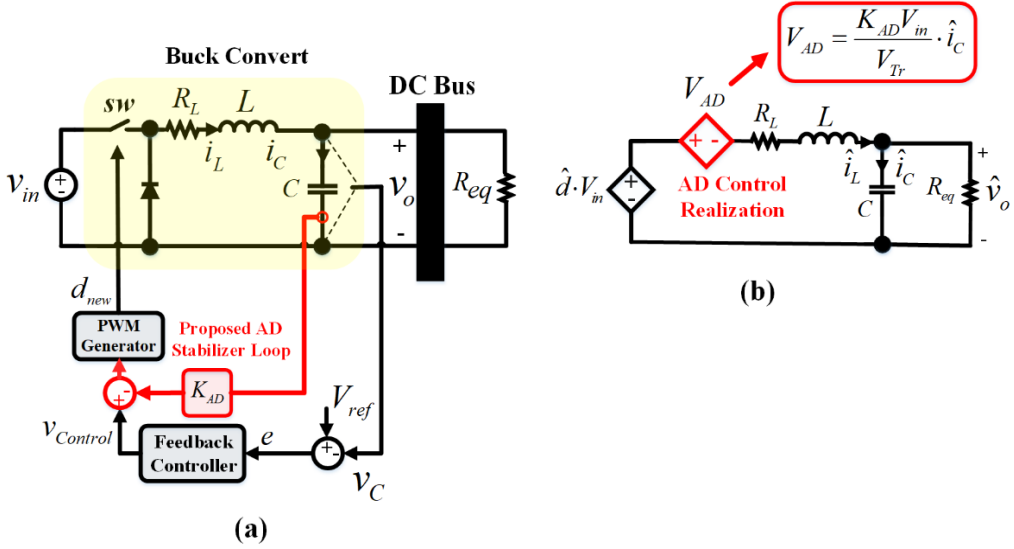 Buck Convert
DC Bus
sw
R_L
L
i_L
i_C
v_in
+
-
C
+
v_o
-
R_eq
d_new
PWM
Generator
Proposed AD
Stabilizer Loop
+
-
K_AD
V_ref
v_Control
Feedback
Controller
e
+
-
v_C
(a)
V_AD = K_AD V_in / V_Tr · î_C
V_AD
+ -
R_L
L
î_L
î_C
AD Control
Realization
d̂·V_in
+
-
C
R_eq
+
v̂_o
-
(b)